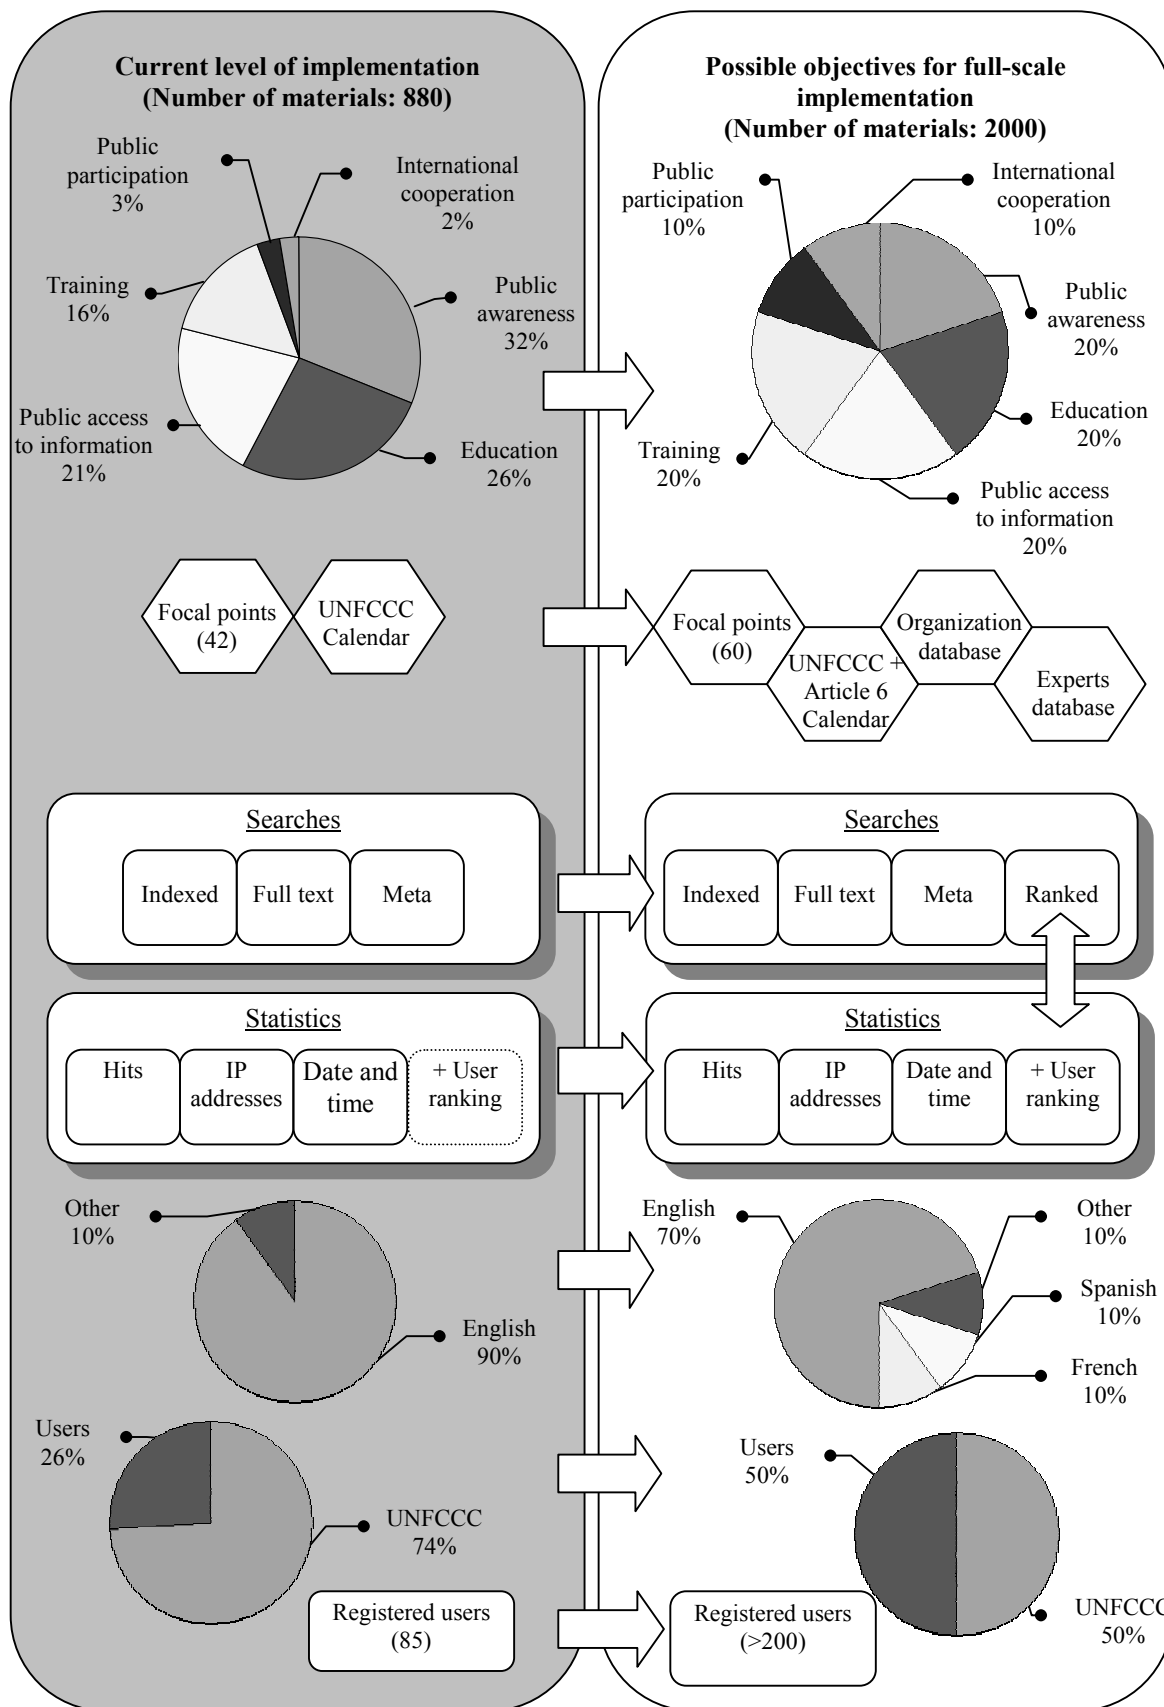 Current level of implementation
(Number of materials: 880)
Public
participation
3%
International
cooperation
2%
Training
16%
Public
awareness
32%
Public access
to information
21%
Education
26%
Focal points
(42)
UNFCCC
Calendar
Searches
Indexed
Full text
Meta
Statistics
Hits
IP
addresses
Date and
time
+ User
ranking
Other
10%
English
90%
Users
26%
UNFCCC
74%
Registered users
(85)
Possible objectives for full-scale
implementation
(Number of materials: 2000)
Public
participation
10%
International
cooperation
10%
Public
awareness
20%
Education
20%
Training
20%
Public access
to information
20%
Focal points
(60)
UNFCCC +
Article 6
Calendar
Organization
database
Experts
database
Searches
Indexed
Full text
Meta
Ranked
Statistics
Hits
IP
addresses
Date and
time
+ User
ranking
English
70%
Other
10%
Spanish
10%
French
10%
Users
50%
UNFCCC
50%
Registered users
(>200)